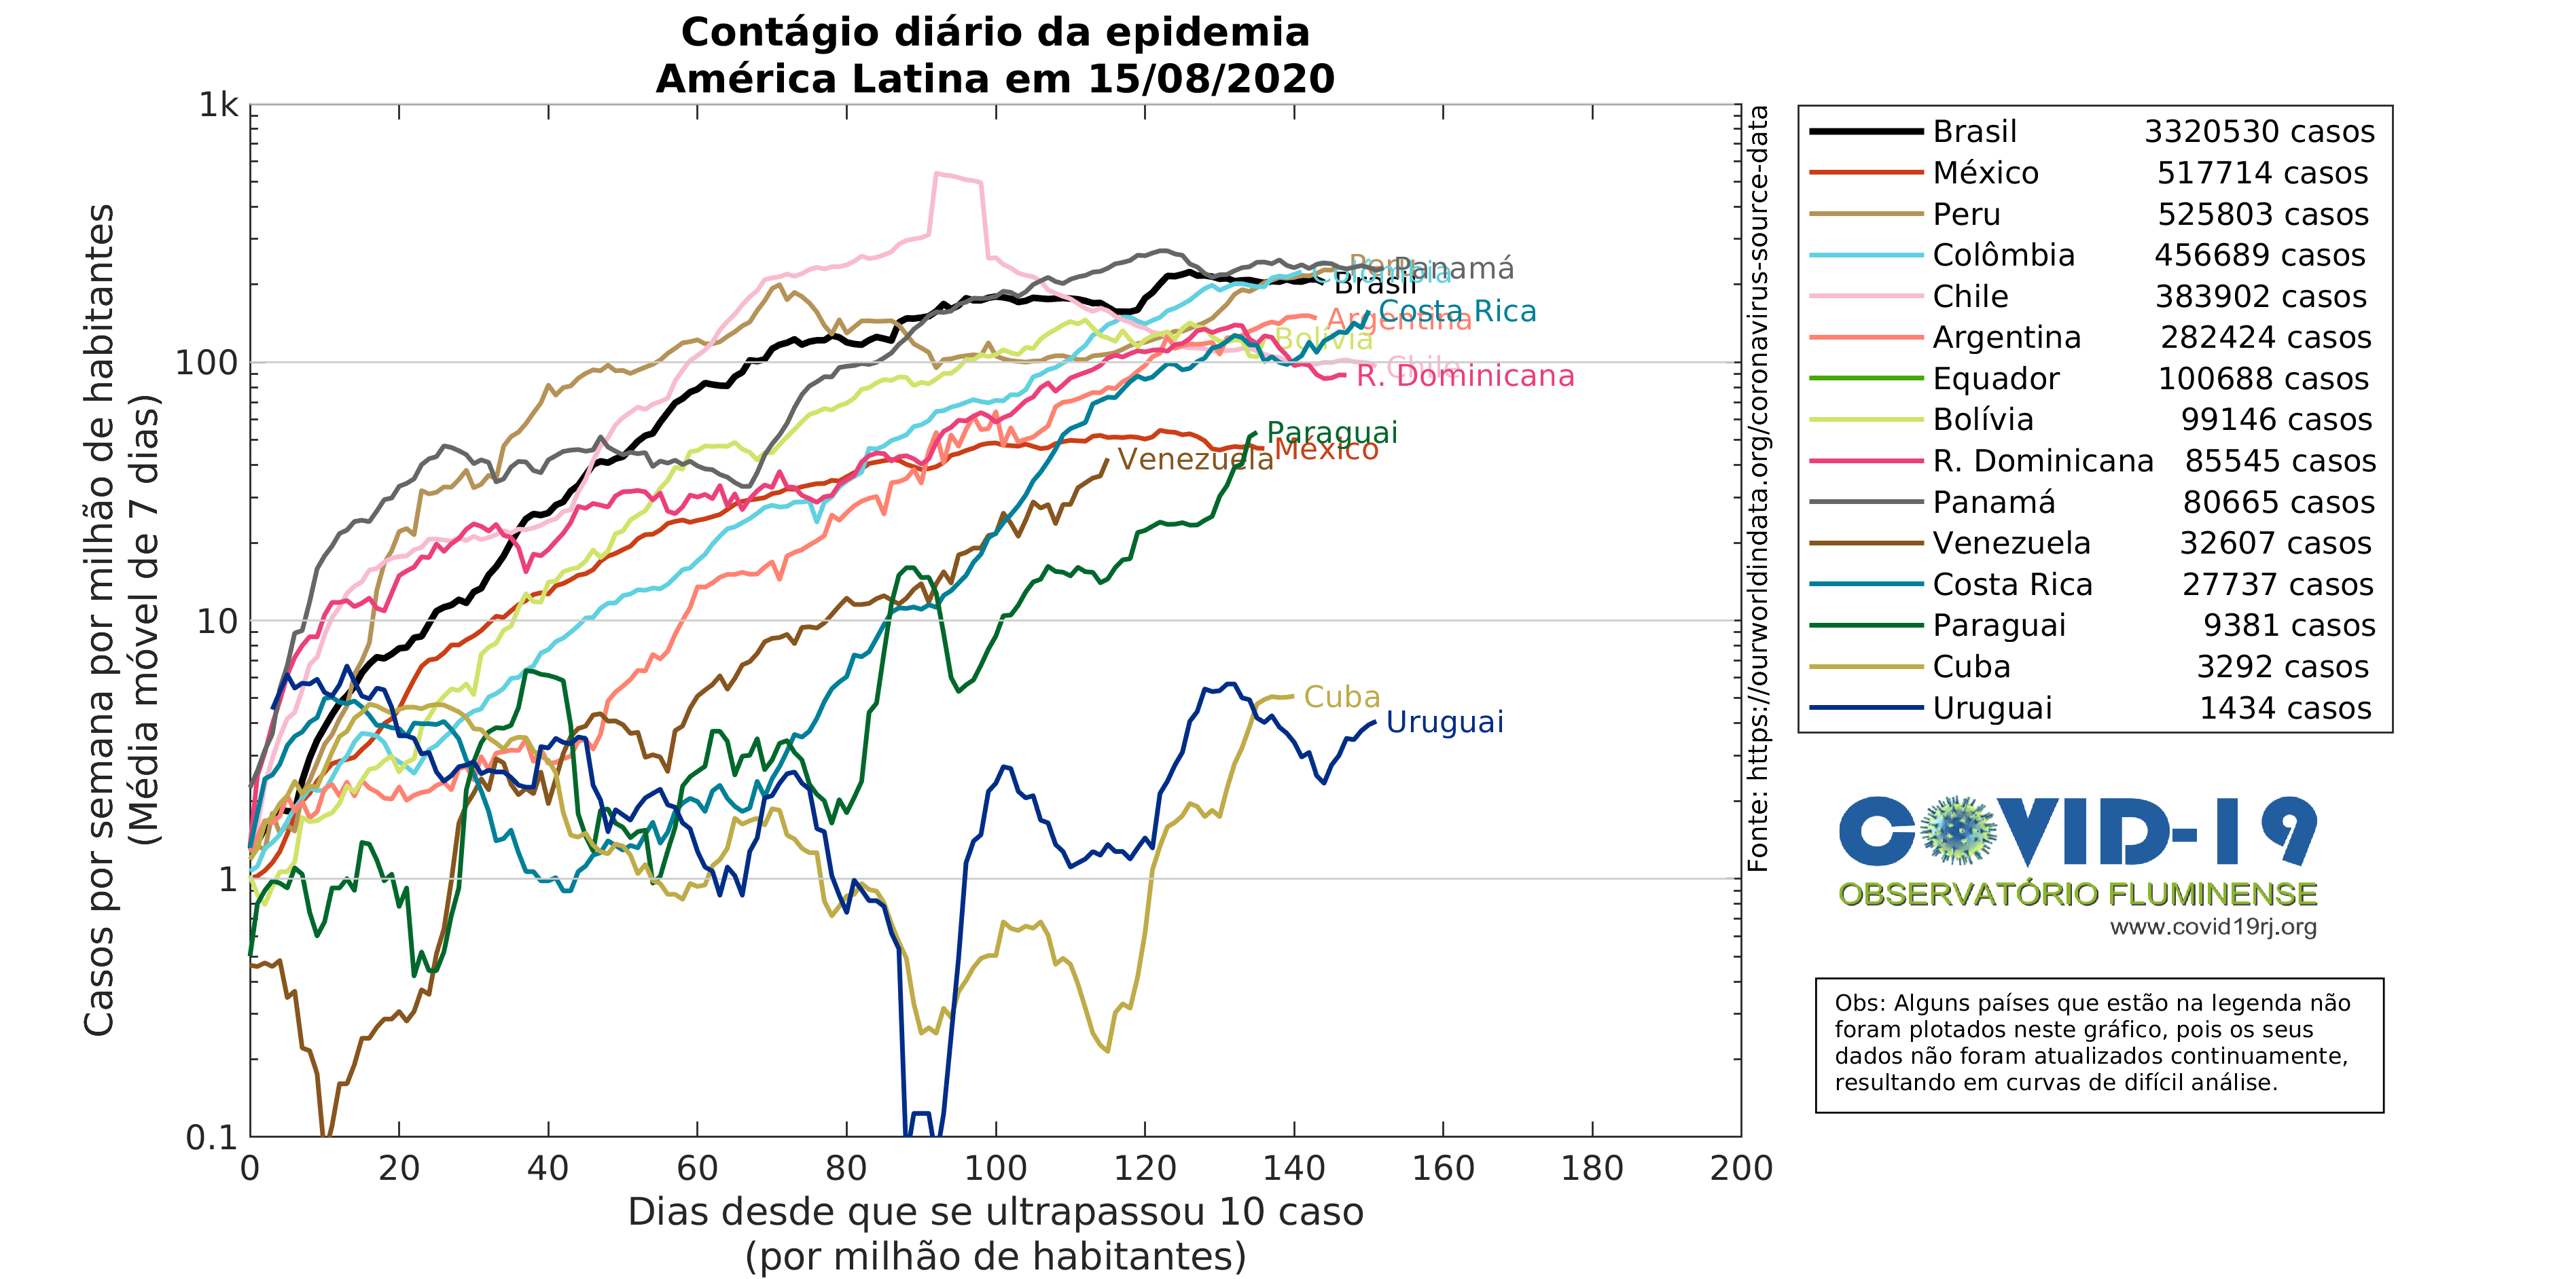 Contágio diário da epidemia
América Latina em 15/08/2020
Casos por semana por milhão de habitantes
(Média móvel de 7 dias)
1k
100
10
1
0.1
0 20 40 60 80 100 120 140 160 180 200
Dias desde que se ultrapassou 10 caso
(por milhão de habitantes)
Peru
Panamá
Colômbia
Brasil
Costa Rica
Argentina
Bolívia
Chile
R. Dominicana
Paraguai
México
Venezuela
Cuba
Uruguai
Fonte: https://ourworldindata.org/coronavirus-source-data
Brasil 3320530 casos
México 517714 casos
Peru 525803 casos
Colômbia 456689 casos
Chile 383902 casos
Argentina 282424 casos
Equador 100688 casos
Bolívia 99146 casos
R. Dominicana 85545 casos
Panamá 80665 casos
Venezuela 32607 casos
Costa Rica 27737 casos
Paraguai 9381 casos
Cuba 3292 casos
Uruguai 1434 casos
COVID-19
OBSERVATÓRIO FLUMINENSE
www.covid19rj.org
Obs: Alguns países que estão na legenda não
foram plotados neste gráfico, pois os seus
dados não foram atualizados continuamente,
resultando em curvas de difícil análise.